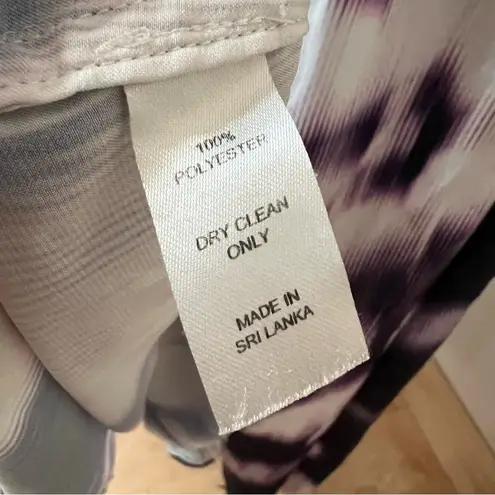 100%
POLYESTER
DRY CLEAN
ONLY
MADE IN
SRI LANKA